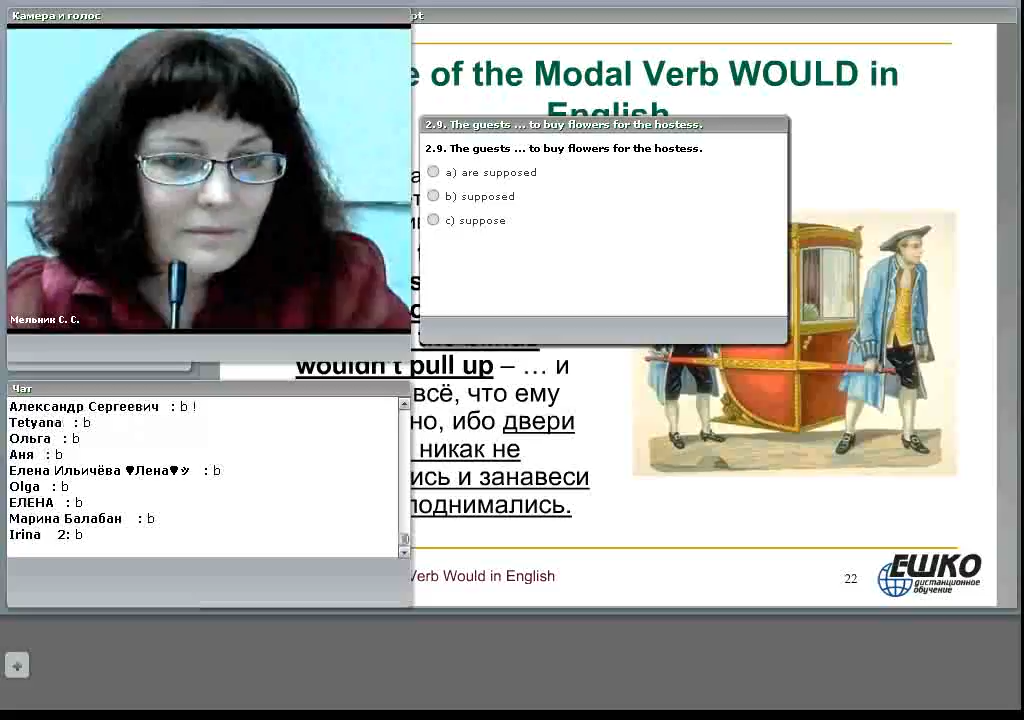 Камера и голос
pt
e of the Modal Verb WOULD in
English
2.9. The guests ... to buy flowers for the hostess.
2.9. The guests ... to buy flowers for the hostess.
a) are supposed
b) supposed
c) suppose
Мельник С. С.
wouldn't pull up – … и
всё, что ему
но, ибо двери
никак не
ись и занавеси
поднимались.
Чат
Александр Сергеевич : b !
Tetyana : b
Ольга : b
Аня : b
Елена Ильичёва ♥Лена♥ッ : b
Olga : b
ЕЛЕНА : b
Марина Балабан : b
Irina 2: b
Verb Would in English
22
ЕШКО
дистанционное
обучение